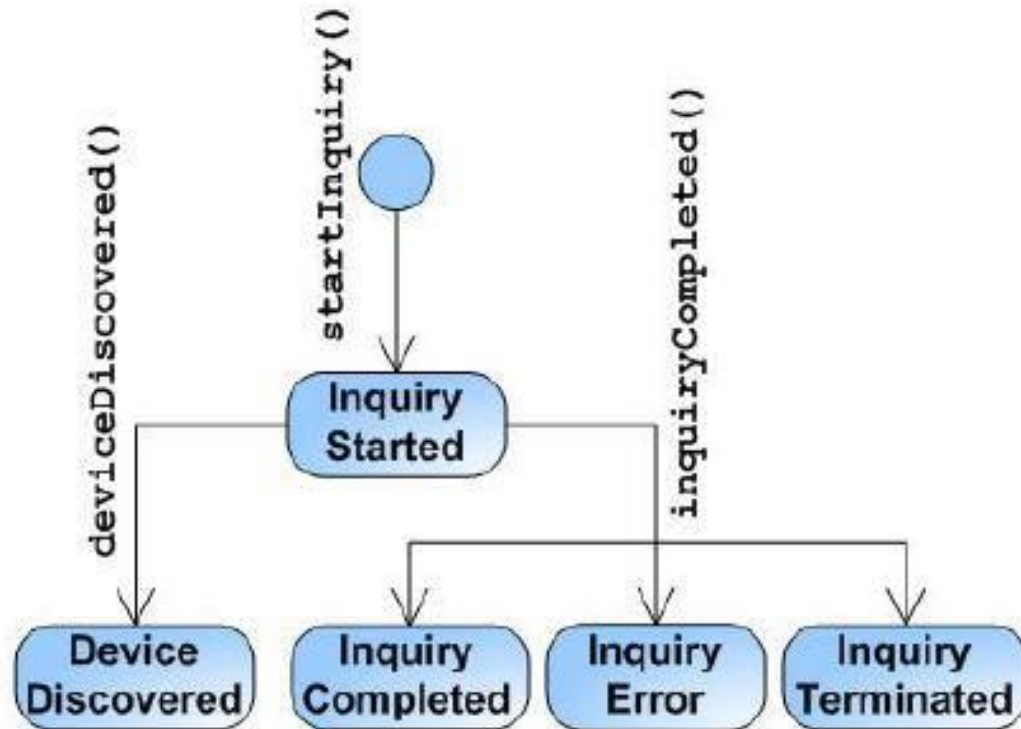 startInquiry()
deviceDiscovered()
inquiryCompleted()
Inquiry
Started
Device
Discovered
Inquiry
Completed
Inquiry
Error
Inquiry
Terminated